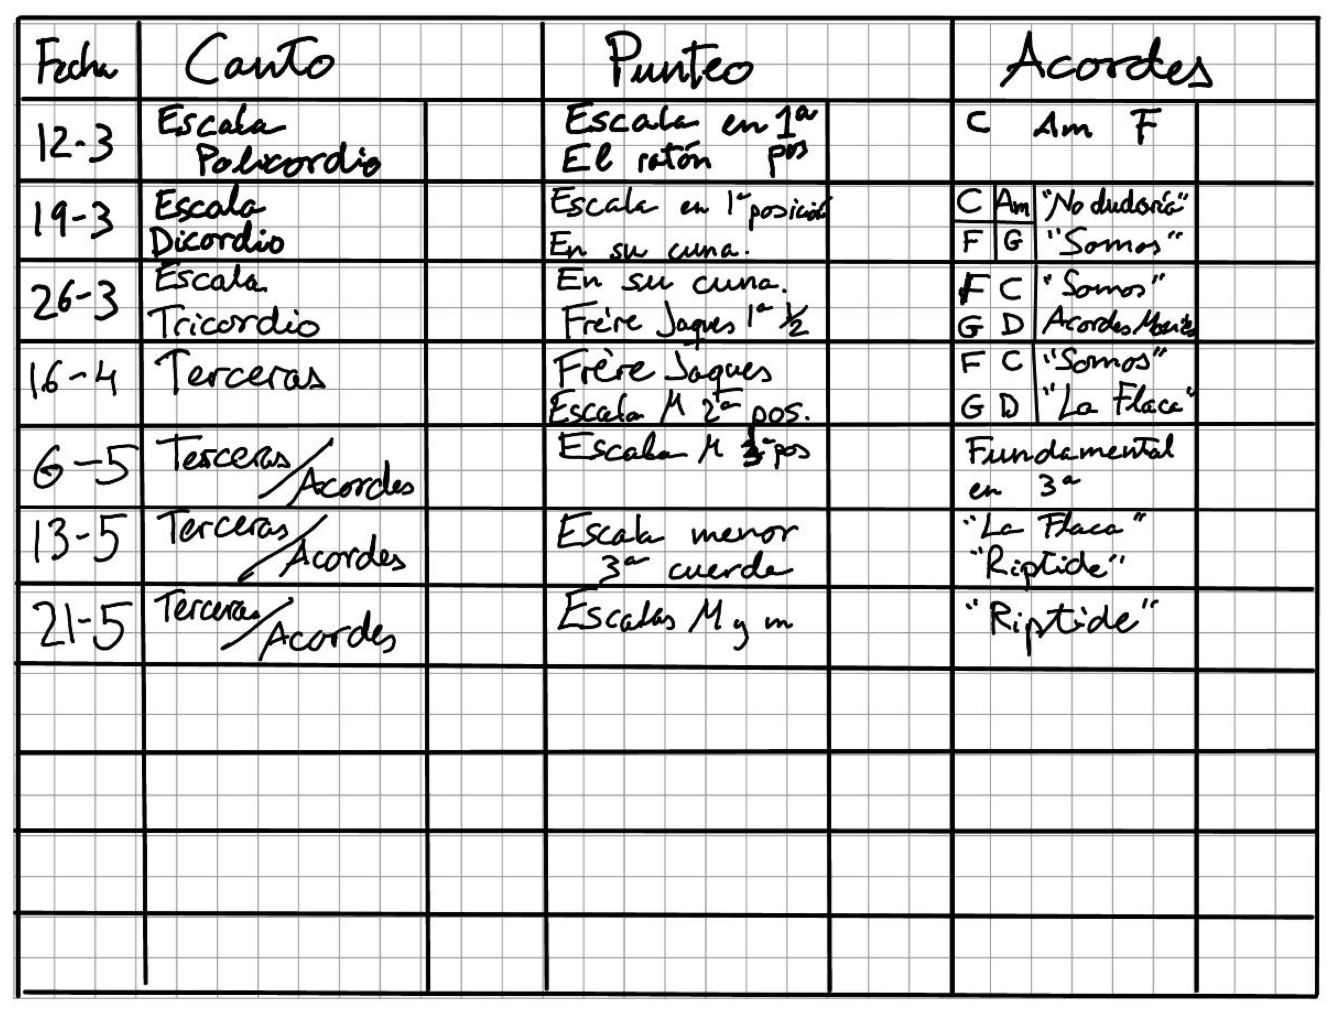 Fecha Canto Punteo Acordes
12-3 Escala Policordio Escala en 1ª pos El ratón C Am F
19-3 Escala Dicordio Escala en 1ª posición En su cuna. C Am "No dudaría" F G "Somos"
26-3 Escala Tricordio En su cuna. Frère Jaques 1ª ½ F C "Somos" G D Acordes
16-4 Terceras Frère Jaques Escala M 2ª pos. F C "Somos" G D "La Flaca"
6-5 Terceras/Acordes Escala M pos Fundamental en 3ª
13-5 Terceras/Acordes Escala menor 3ª cuerda "La Flaca" "Riptide"
21-5 Terceras/Acordes Escalas M y m "Riptide"